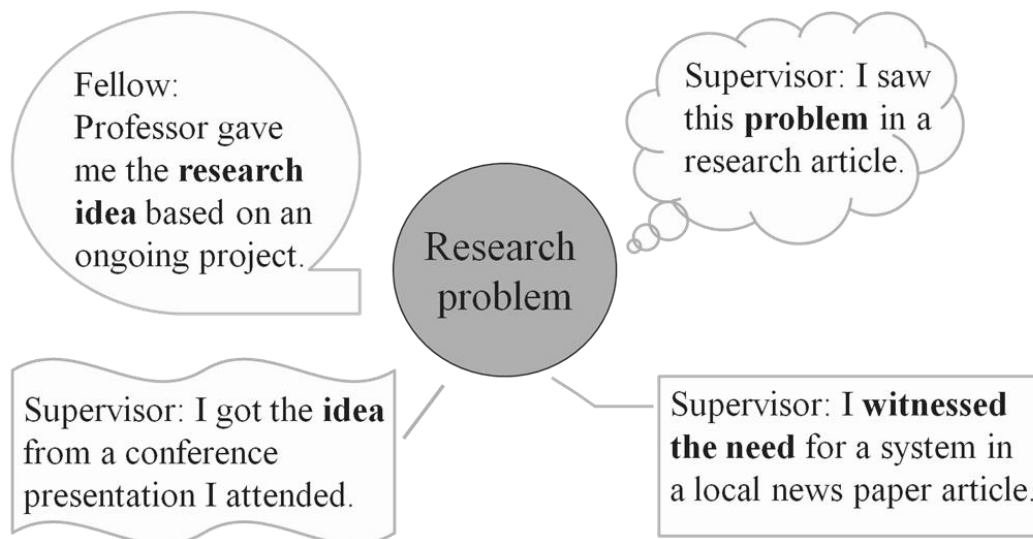 Fellow:
Professor gave
me the research
idea based on an
ongoing project.
Supervisor: I saw
this problem in a
research article.
Research
problem
Supervisor: I got the idea
from a conference
presentation I attended.
Supervisor: I witnessed
the need for a system in
a local news paper article.